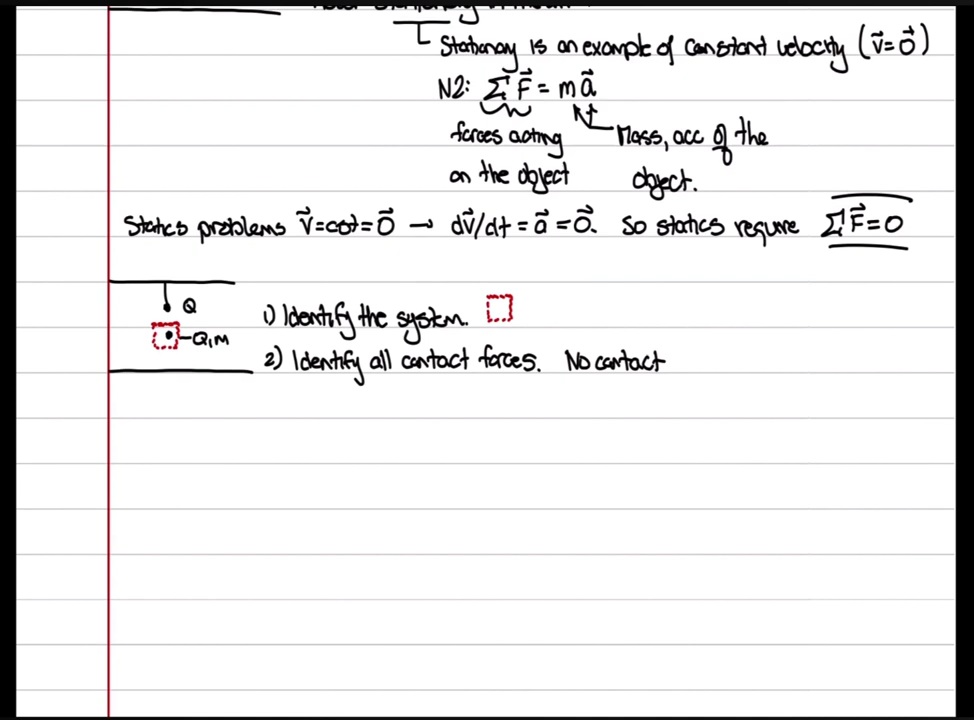 Stationary is an example of constant velocity (v⃗=0⃗)
N2: ΣF⃗ = ma⃗
forces acting on the object
Mass, acc of the object.
Statics problems v⃗=cst=0⃗ → dv⃗/dt = a⃗ = 0⃗. So statics require ΣF⃗=0
Q
Q,M
1) Identify the system.
2) Identify all contact forces. No contact